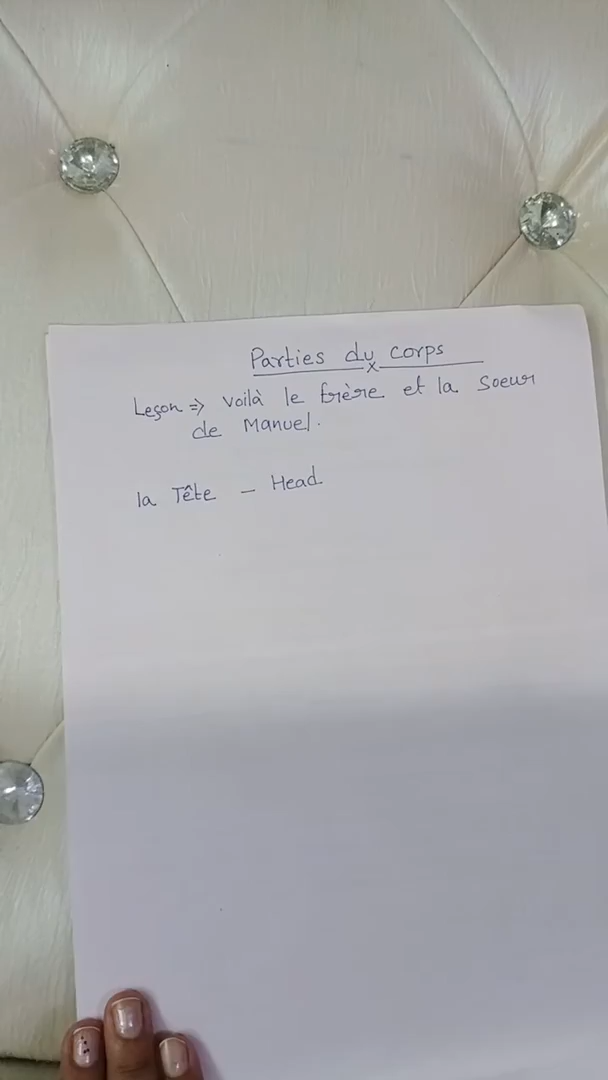 Parties du corps
x
Leçon => Voilà le frère et la Soeur
de Manuel.
la Tête - Head